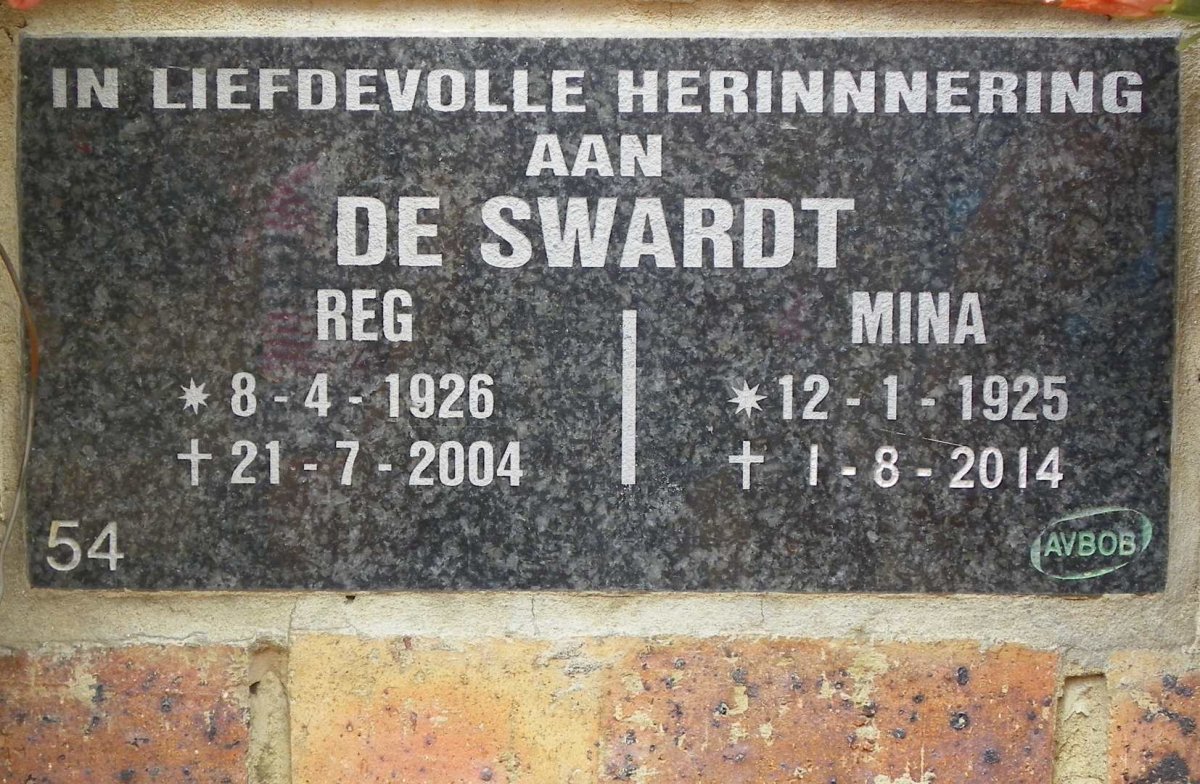 IN LIEFDEVOLLE HERINNNERING
AAN
DE SWARDT
REG
* 8 - 4 - 1926
† 21 - 7 - 2004
MINA
* 12 - 1 - 1925
† 1 - 8 - 2014
54
AVBOB